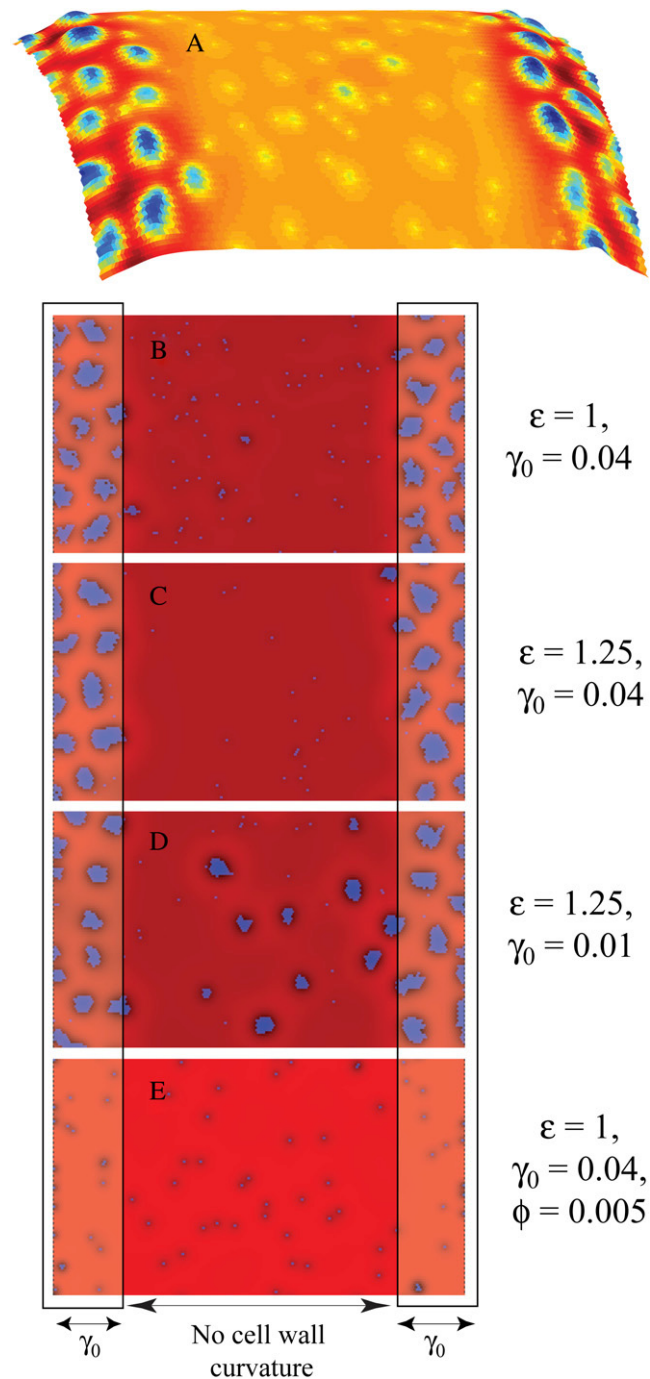 A
B
ε = 1,
γ₀ = 0.04
C
ε = 1.25,
γ₀ = 0.04
D
ε = 1.25,
γ₀ = 0.01
E
ε = 1,
γ₀ = 0.04,
ϕ = 0.005
γ₀
No cell wall
curvature
γ₀